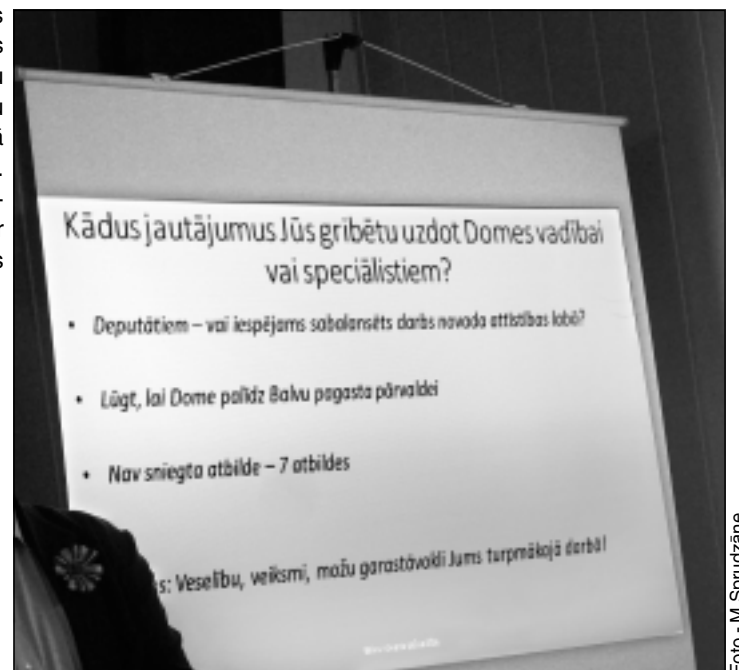 Kādus jautājumus Jūs gribētu uzdot Domes vadībai
vai speciālistiem?
• Deputātiem – vai iespējams sabalansēts darbs novada attīstības labā?
• Lūgt, lai Dome palīdz Balvu pagasta pārvaldei
• Nav sniegta atbilde – 7 atbildes
s: Veselību, veiksmi, možu garastāvokli Jums turpmākajā darbā!
Foto - M.Sprudzāne